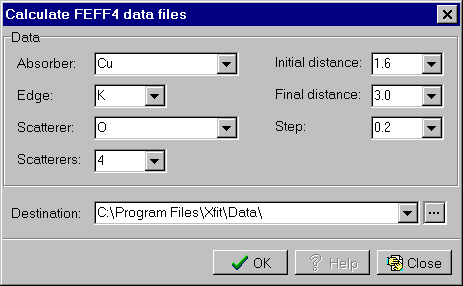 Calculate FEFF4 data files
Data
Absorber: Cu Initial distance: 1.6
Edge: K Final distance: 3.0
Scatterer: O Step: 0.2
Scatterers: 4
Destination: C:\Program Files\Xfit\Data\ ...
OK Help Close